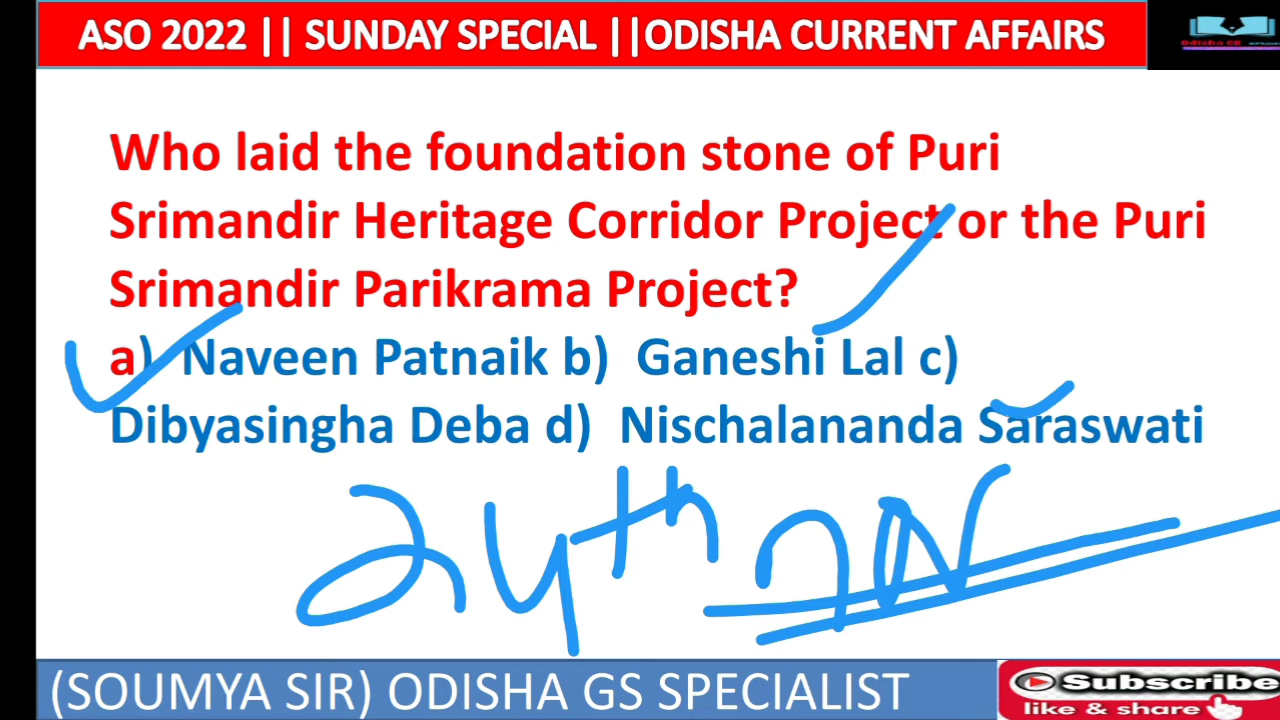 ASO 2022 || SUNDAY SPECIAL ||ODISHA CURRENT AFFAIRS
Who laid the foundation stone of Puri
Srimandir Heritage Corridor Project or the Puri
Srimandir Parikrama Project?
a) Naveen Patnaik b) Ganeshi Lal c)
Dibyasingha Deba d) Nischalananda Saraswati
24th
(SOUMYA SIR) ODISHA GS SPECIALIST
Subscribe
like & share